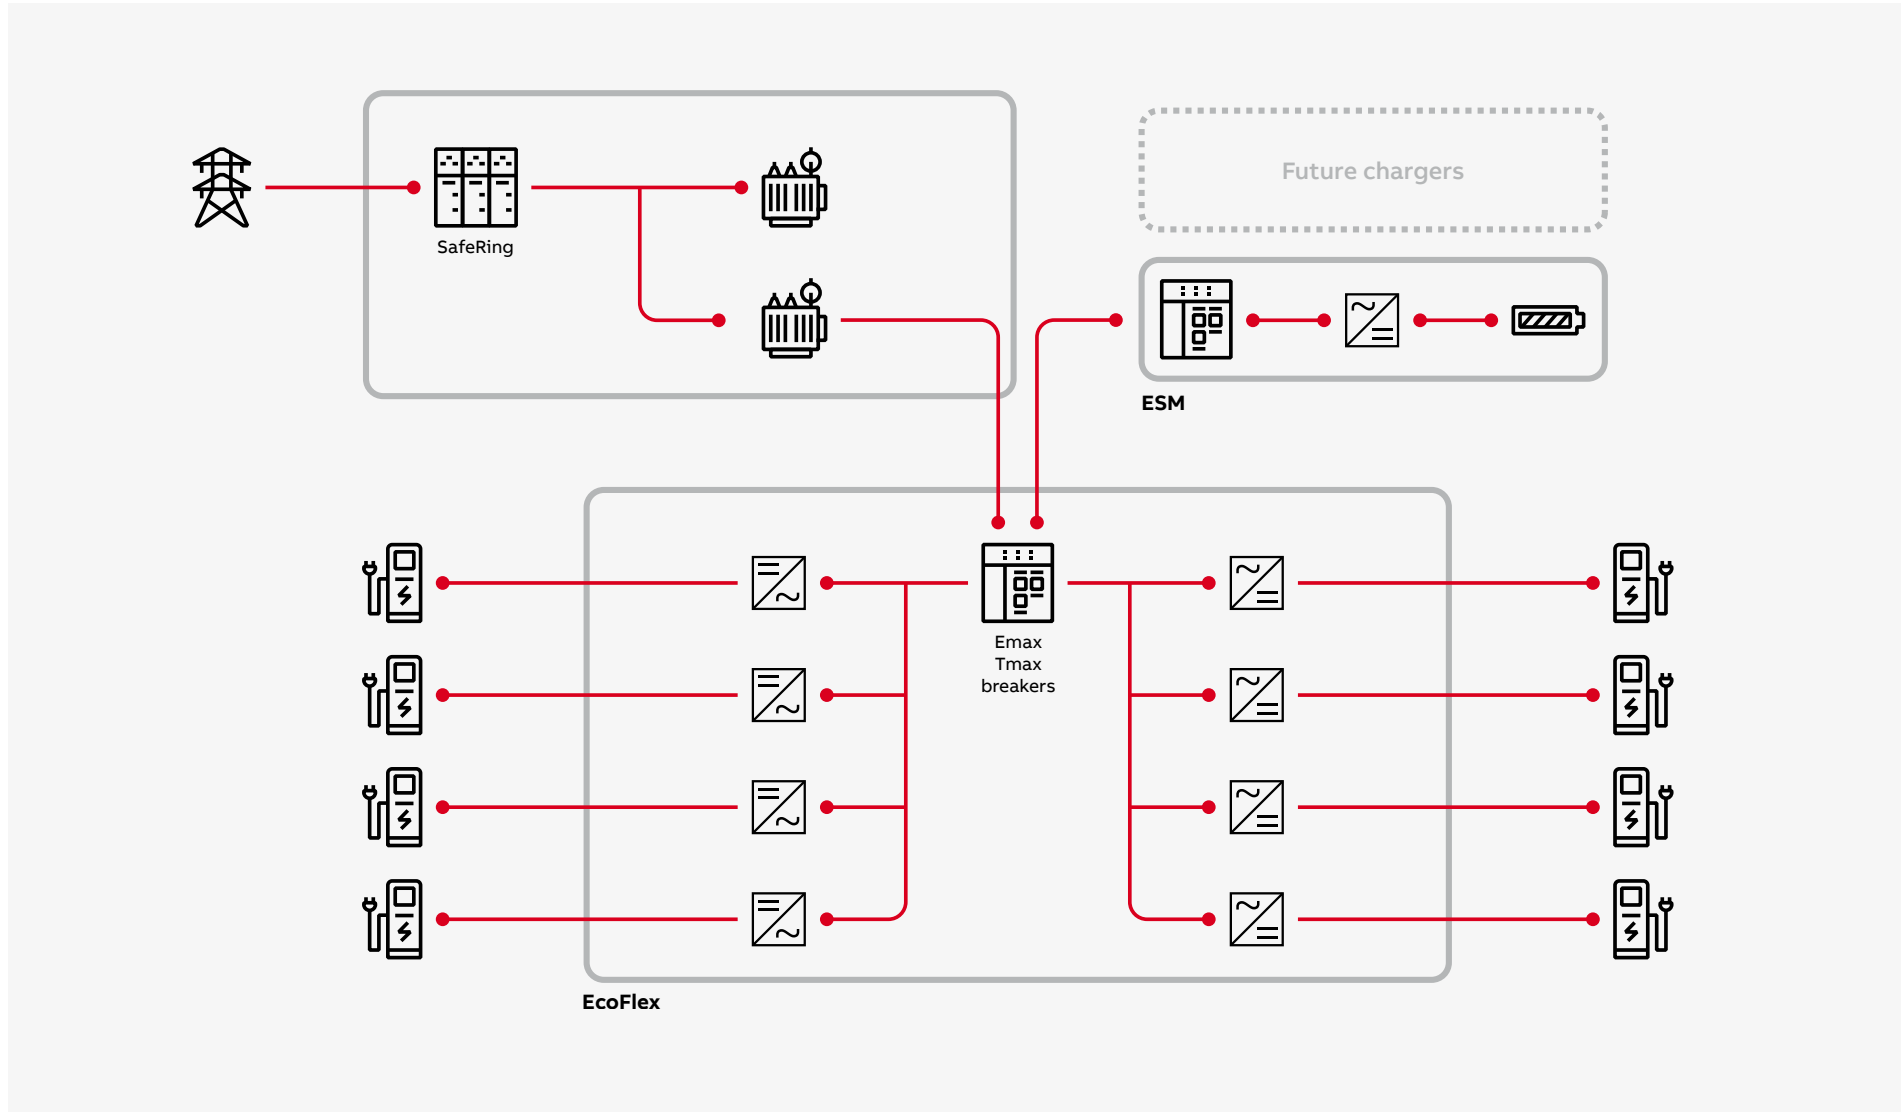 Future chargers
SafeRing
ESM
Emax
Tmax
breakers
EcoFlex